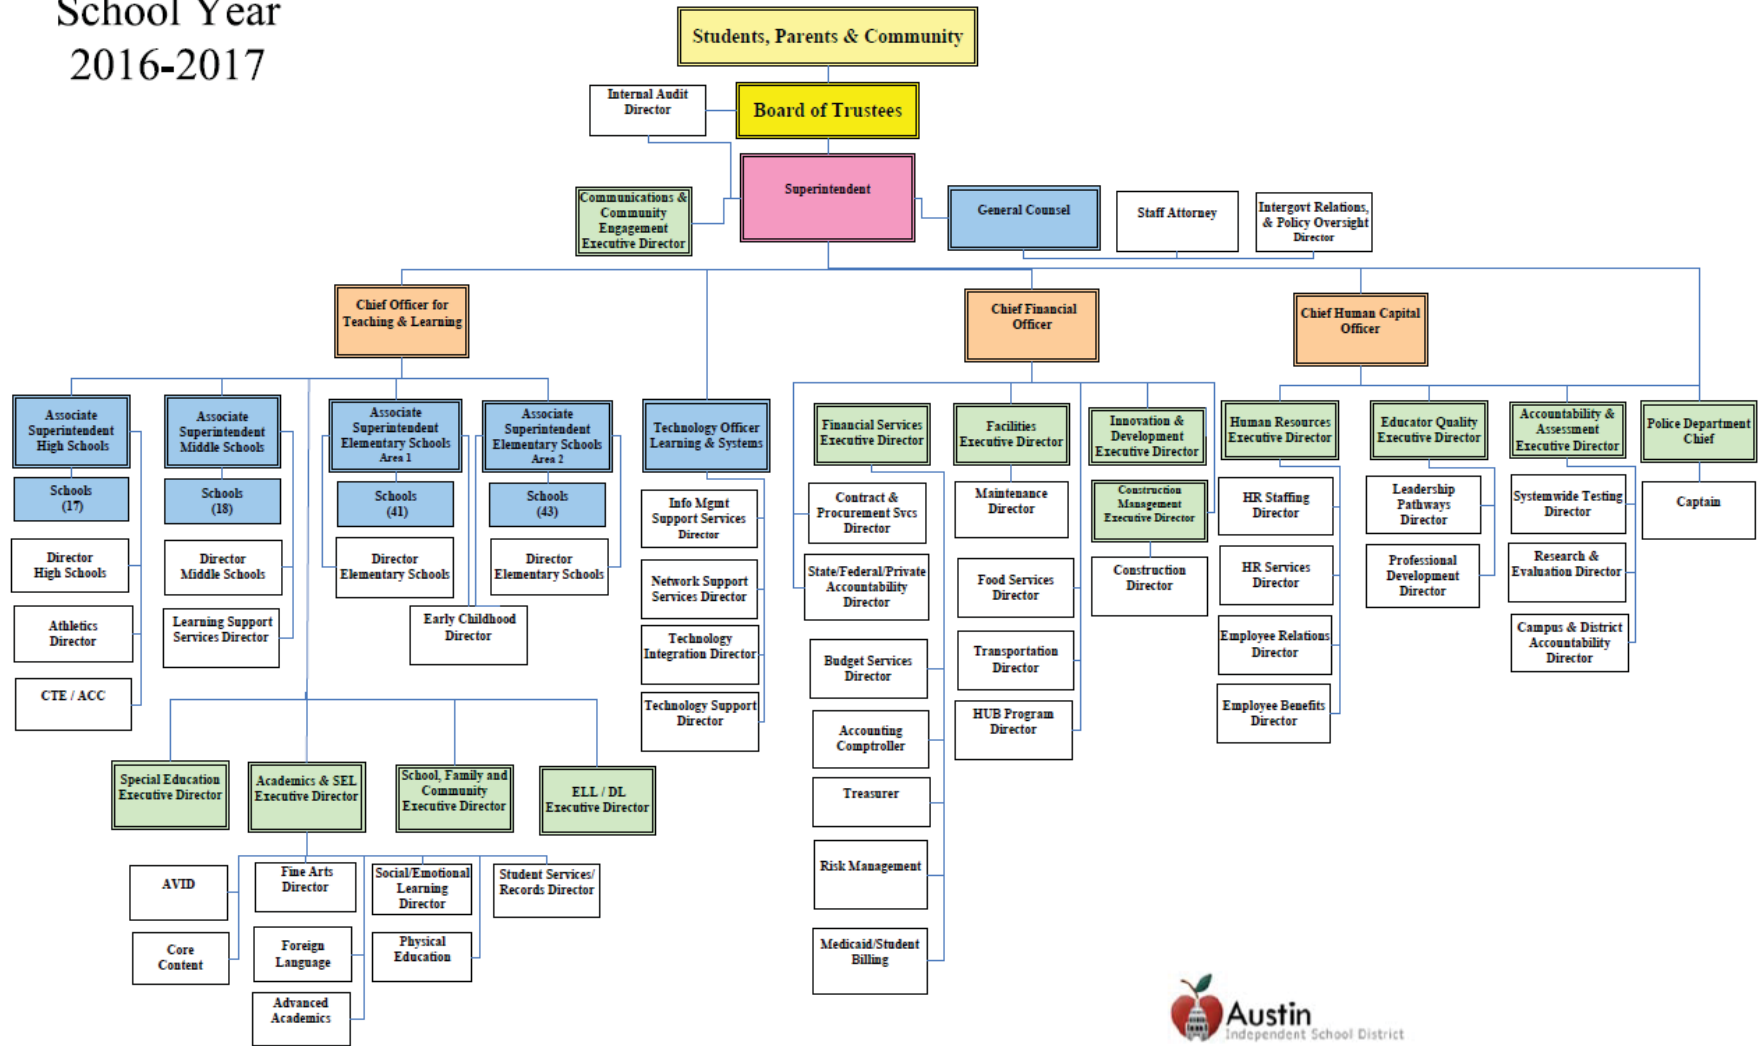 School Year
2016-2017
Students, Parents & Community
Internal Audit
Director
Board of Trustees
Superintendent
Communications &
Community
Engagement
Executive Director
General Counsel
Staff Attorney
Intergovt Relations,
& Policy Oversight
Director
Chief Officer for
Teaching & Learning
Chief Financial
Officer
Chief Human Capital
Officer
Associate
Superintendent
High Schools
Associate
Superintendent
Middle Schools
Associate
Superintendent
Elementary Schools
Area 1
Associate
Superintendent
Elementary Schools
Area 2
Technology Officer
Learning & Systems
Financial Services
Executive Director
Facilities
Executive Director
Innovation &
Development
Executive Director
Human Resources
Executive Director
Educator Quality
Executive Director
Accountability &
Assessment
Executive Director
Police Department
Chief
Schools
(17)
Schools
(18)
Schools
(41)
Schools
(43)
Info Mgmt
Support Services
Director
Contract &
Procurement Svcs
Director
Maintenance
Director
Construction
Management
Executive Director
HR Staffing
Director
Leadership
Pathways
Director
Systemwide Testing
Director
Captain
Director
High Schools
Director
Middle Schools
Director
Elementary Schools
Director
Elementary Schools
Network Support
Services Director
State/Federal/Private
Accountability
Director
Food Services
Director
Construction
Director
HR Services
Director
Professional
Development
Director
Research &
Evaluation Director
Athletics
Director
Learning Support
Services Director
Early Childhood
Director
Technology
Integration Director
Budget Services
Director
Transportation
Director
Employee Relations
Director
Campus & District
Accountability
Director
CTE / ACC
Technology Support
Director
Accounting
Comptroller
HUB Program
Director
Employee Benefits
Director
Special Education
Executive Director
Academics & SEL
Executive Director
School, Family and
Community
Executive Director
ELL / DL
Executive Director
Treasurer
AVID
Fine Arts
Director
Social/Emotional
Learning
Director
Student Services/
Records Director
Risk Management
Core
Content
Foreign
Language
Physical
Education
Medicaid/Student
Billing
Advanced
Academics
Austin
Independent School District